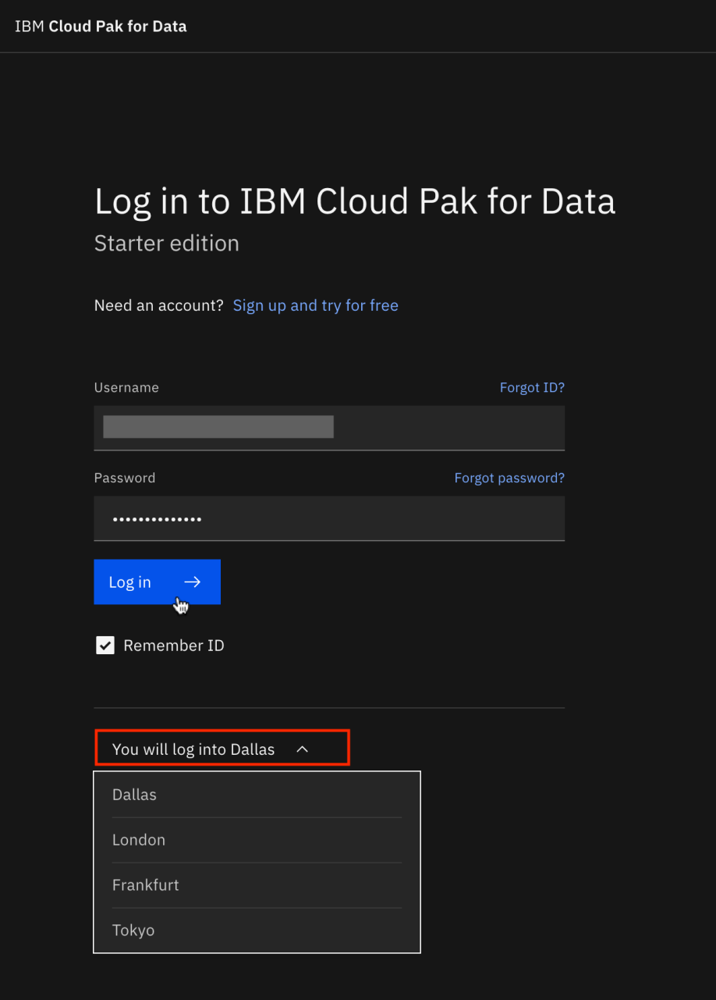 IBM Cloud Pak for Data
Log in to IBM Cloud Pak for Data
Starter edition
Need an account? Sign up and try for free
Username Forgot ID?
Password Forgot password?
••••••••••••••
Log in →
Remember ID
You will log into Dallas
Dallas
London
Frankfurt
Tokyo